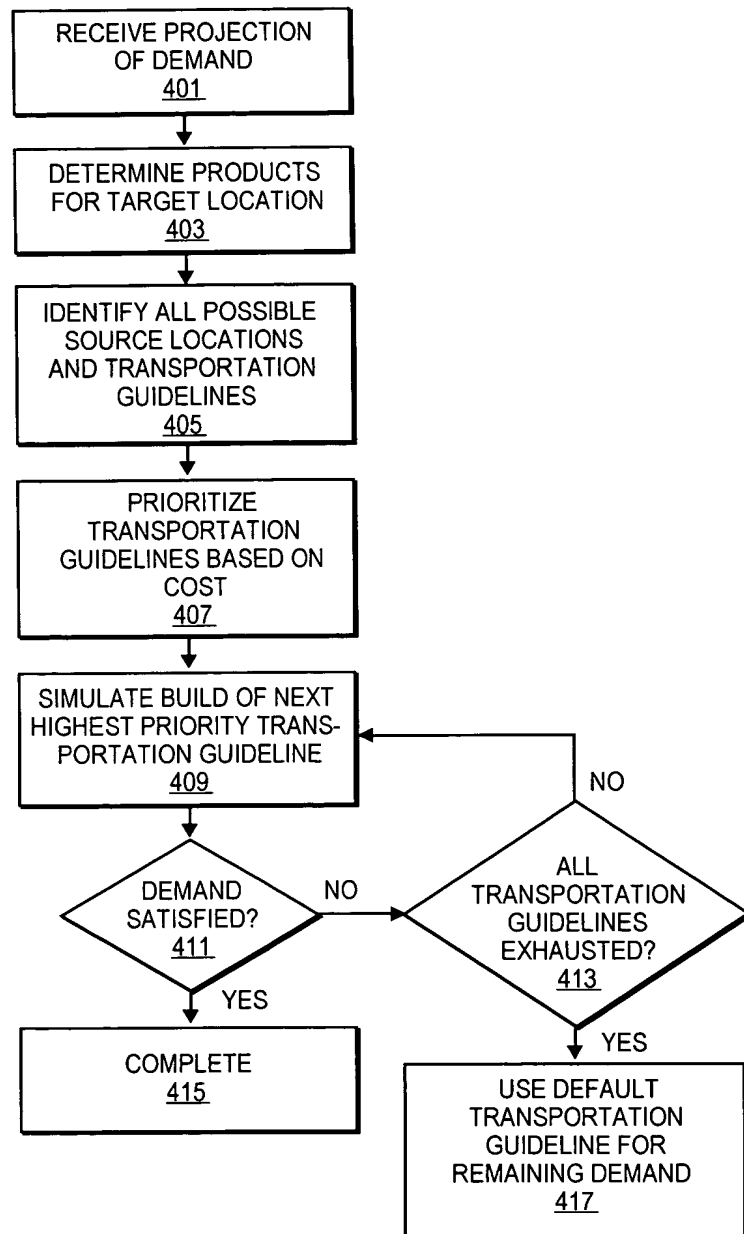 RECEIVE PROJECTION
OF DEMAND
401
DETERMINE PRODUCTS
FOR TARGET LOCATION
403
IDENTIFY ALL POSSIBLE
SOURCE LOCATIONS
AND TRANSPORTATION
GUIDELINES
405
PRIORITIZE
TRANSPORTATION
GUIDELINES BASED ON
COST
407
SIMULATE BUILD OF NEXT
HIGHEST PRIORITY TRANS-
PORTATION GUIDELINE
409
DEMAND
SATISFIED?
411
NO
YES
COMPLETE
415
ALL
TRANSPORTATION
GUIDELINES
EXHAUSTED?
413
NO
YES
USE DEFAULT
TRANSPORTATION
GUIDELINE FOR
REMAINING DEMAND
417